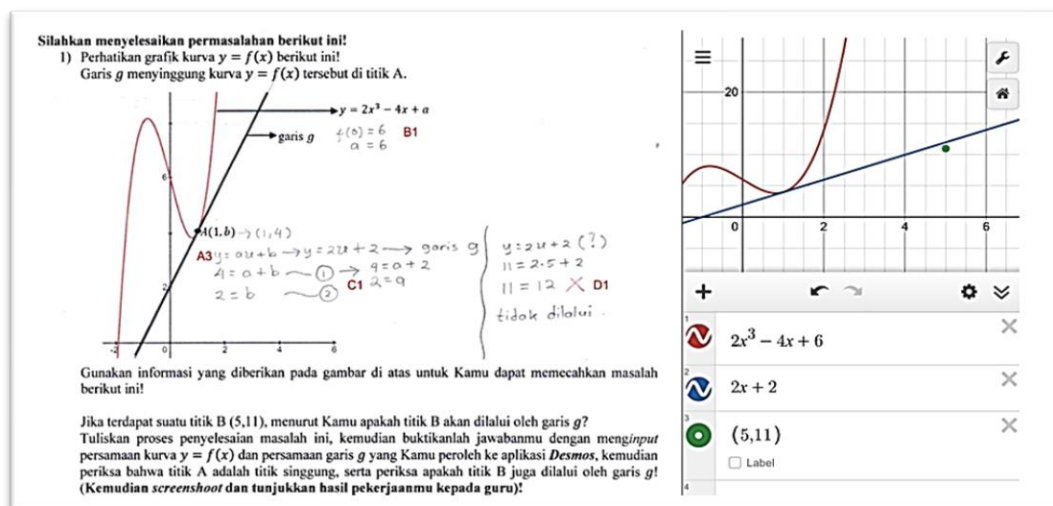 Silahkan menyelesaikan permasalahan berikut ini!
1) Perhatikan grafik kurva y = f(x) berikut ini!
Garis g menyinggung kurva y = f(x) tersebut di titik A.
y = 2x³ − 4x + a
garis g
f(0) = 6 B1
a = 6
6
A(1,b) → (1,4)
A3 y = ax + b → y = 2x + 2 → garis g
4 = a + b — ① → 4 = a + 2
2 = b — ② C1 2 = a
y = 2x + 2 (?)
11 = 2·5 + 2
11 = 12 X D1
tidak dilalui.
2
-2 0 2 4 6
Gunakan informasi yang diberikan pada gambar di atas untuk Kamu dapat memecahkan masalah
berikut ini!
Jika terdapat suatu titik B (5,11), menurut Kamu apakah titik B akan dilalui oleh garis g?
Tuliskan proses penyelesaian masalah ini, kemudian buktikanlah jawabanmu dengan menginput
persamaan kurva y = f(x) dan persamaan garis g yang Kamu peroleh ke aplikasi Desmos, kemudian
periksa bahwa titik A adalah titik singgung, serta periksa apakah titik B juga dilalui oleh garis g!
(Kemudian screenshoot dan tunjukkan hasil pekerjaanmu kepada guru)!
20
0 2 4 6
1
2x³ − 4x + 6
2
2x + 2
3
(5,11)
Label
4